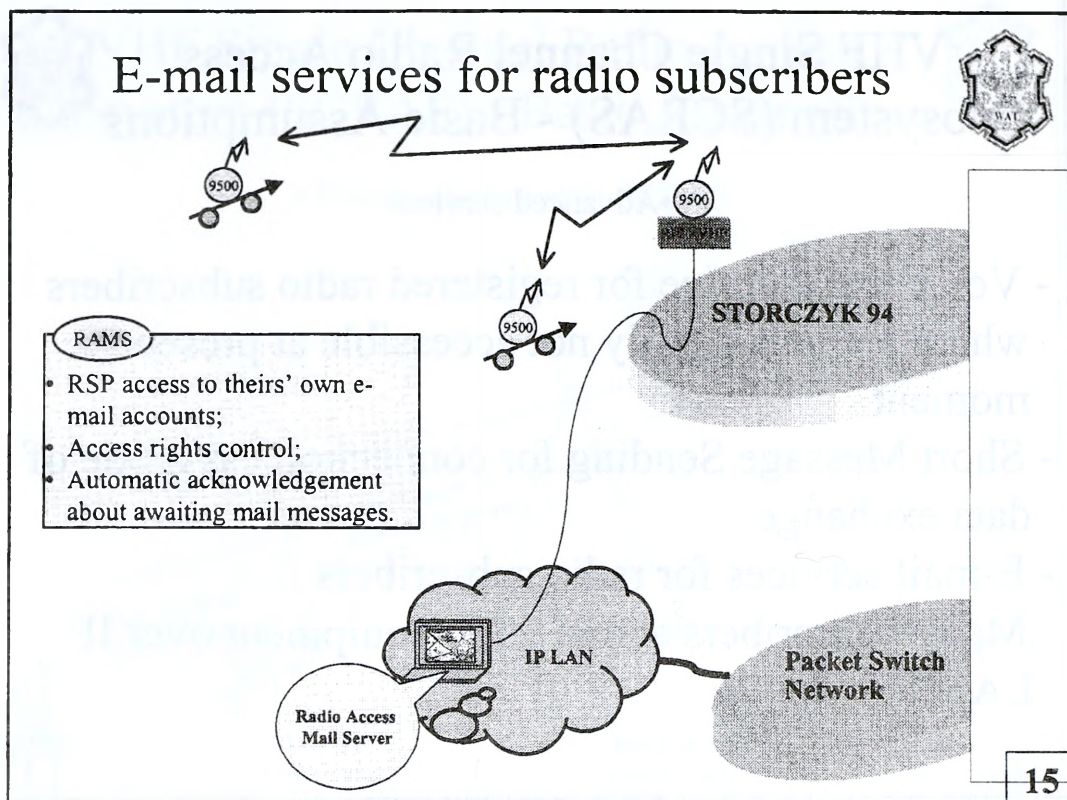 E-mail services for radio subscribers
WAT
9500
9500
9500
STORCZYK 94
RAMS
• RSP access to theirs' own e-
mail accounts;
• Access rights control;
• Automatic acknowledgement
about awaiting mail messages.
IP LAN
Packet Switch
Network
Radio Access
Mail Server
15